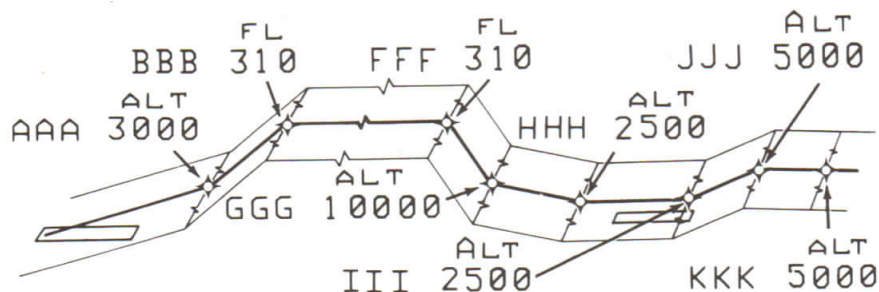 FL
BBB 310
FFF
FL
310
ALT
JJJ 5000
ALT
AAA 3000
HHH
ALT
2500
GGG
ALT
10000
ALT
III 2500
ALT
KKK 5000